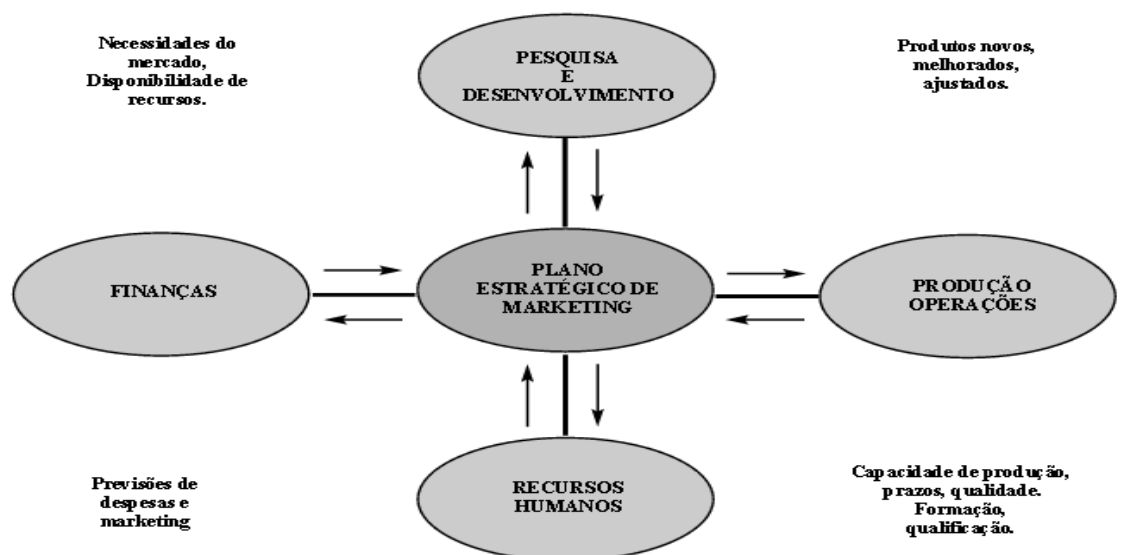 Necessidades do
mercado,
Disponibilidade de
recursos.
PESQUISA
E
DESENVOLVIMENTO
Produtos novos,
melhorados,
ajustados.
FINANÇAS
PLANO
ESTRATÉGICO DE
MARKETING
PRODUÇÃO
OPERAÇÕES
Previsões de
despesas e
marketing
RECURSOS
HUMANOS
Capacidade de produção,
prazos, qualidade.
Formação,
qualificação.